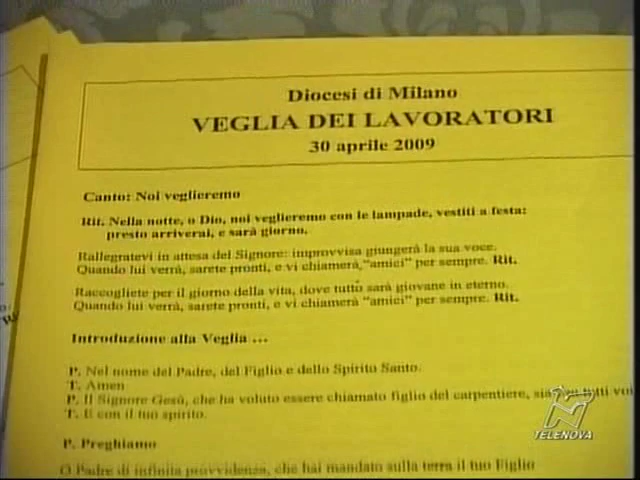 Diocesi di Milano
VEGLIA DEI LAVORATORI
30 aprile 2009
Canto: Noi veglieremo
Rit. Nella notte, o Dio, noi veglieremo con le lampade, vestiti a festa:
presto arriverai, e sarà giorno.
Rallegratevi in attesa del Signore: improvvisa giungerà la sua voce.
Quando lui verrà, sarete pronti, e vi chiamerà, "amici" per sempre. Rit.
Raccogliete per il giorno della vita, dove tutto sarà giovane in eterno.
Quando lui verrà, sarete pronti, e vi chiamerà "amici" per sempre. Rit.
Introduzione alla Veglia ...
P. Nel nome del Padre, del Figlio e dello Spirito Santo.
T. Amen
P. Il Signore Gesù, che ha voluto essere chiamato figlio del carpentiere, sia con tutti voi
T. E con il tuo spirito.
P. Preghiamo
O Padre di infinita provvidenza, che hai mandato sulla terra il tuo Figlio
TELENOVA